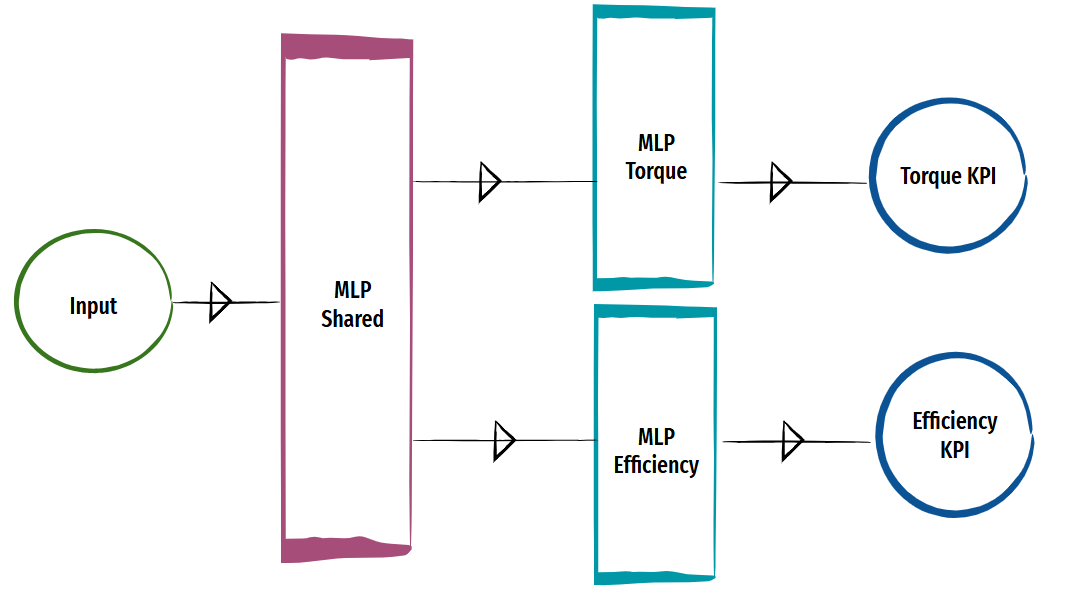 Input
MLP
Shared
MLP
Torque
Torque KPI
MLP
Efficiency
Efficiency
KPI